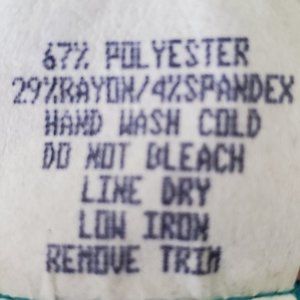 67% POLYESTER
29%RAYON/4%SPANDEX
HAND WASH COLD
DO NOT BLEACH
LINE DRY
LOW IRON
REMOVE TRIM